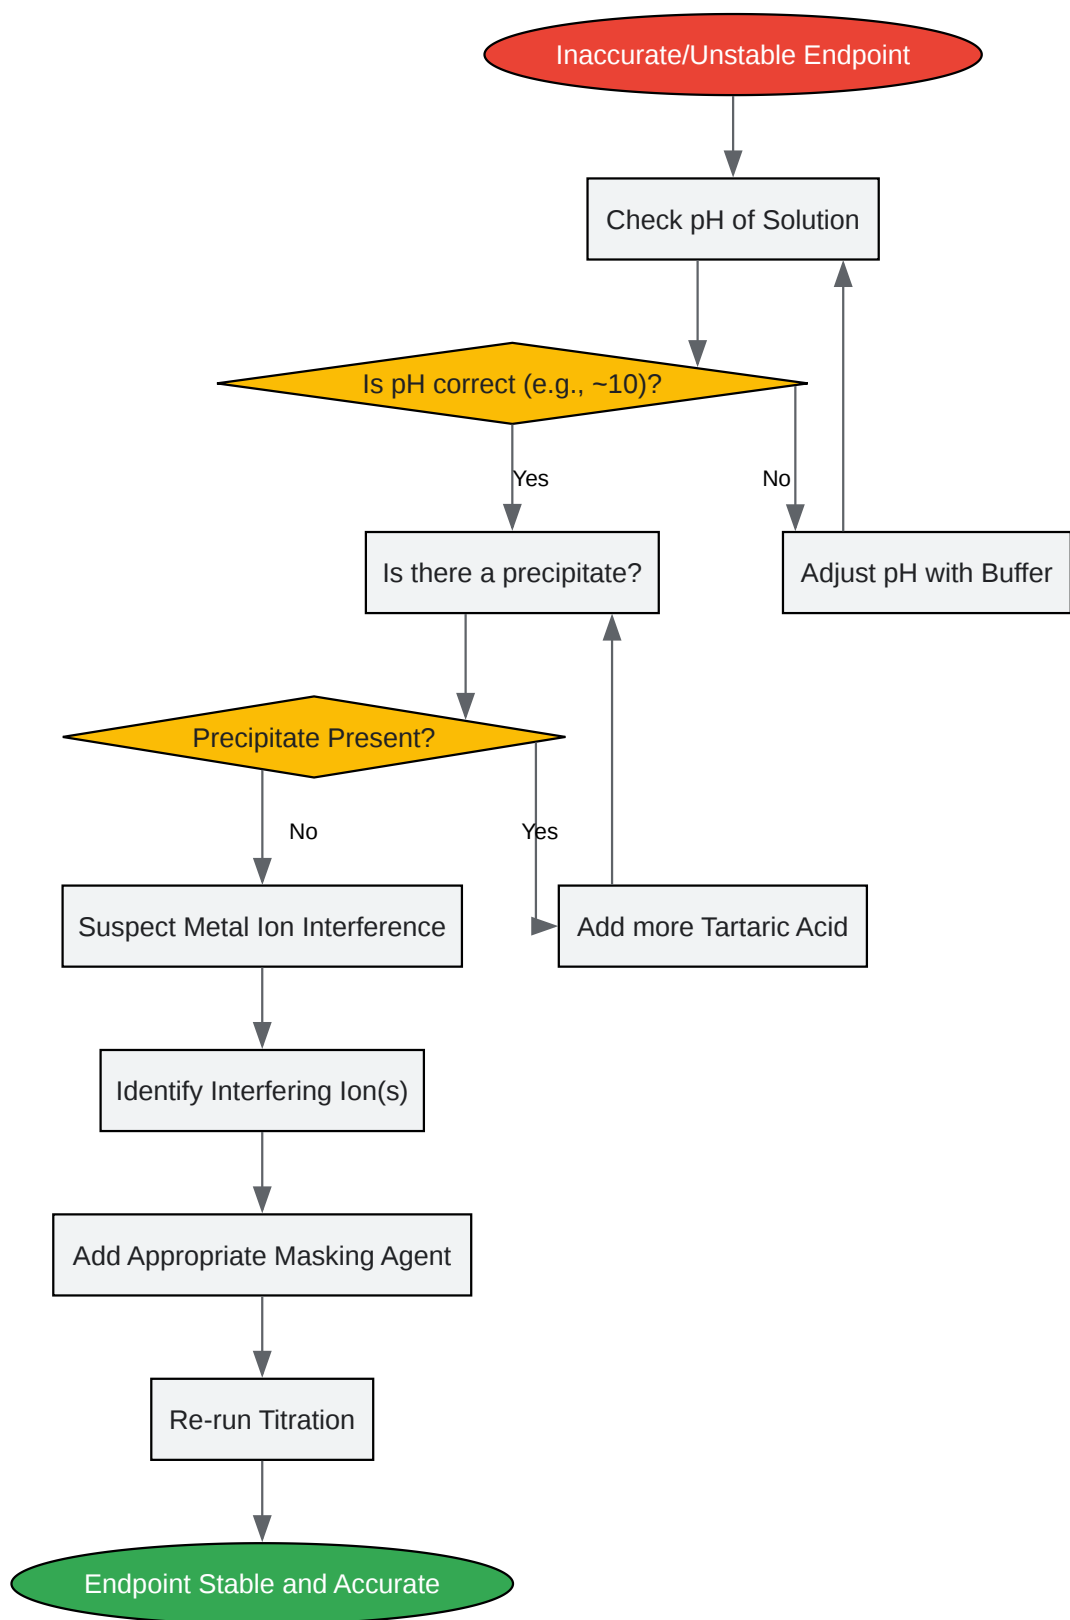 Inaccurate/Unstable Endpoint
Check pH of Solution
Is pH correct (e.g., ~10)?
Yes
No
Is there a precipitate?
Adjust pH with Buffer
Precipitate Present?
No
Yes
Suspect Metal Ion Interference
Add more Tartaric Acid
Identify Interfering Ion(s)
Add Appropriate Masking Agent
Re-run Titration
Endpoint Stable and Accurate